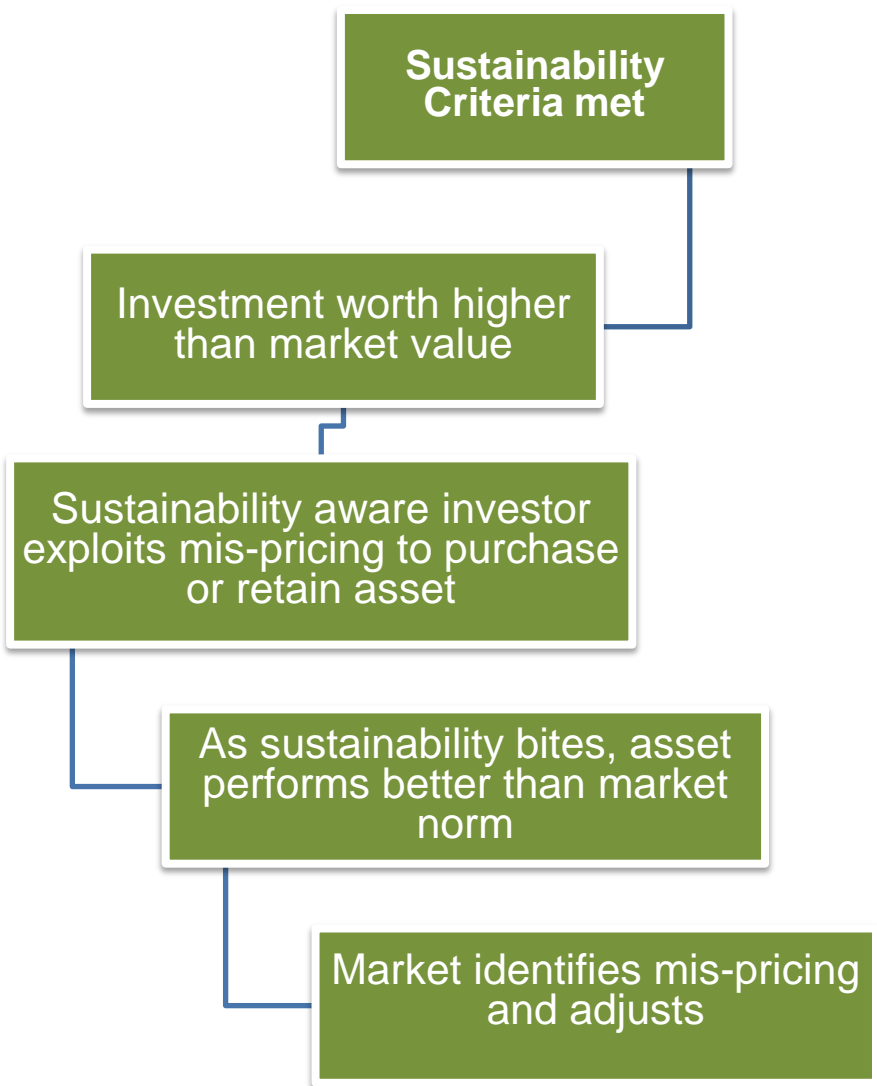 Sustainability
Criteria met
Investment worth higher
than market value
Sustainability aware investor
exploits mis-pricing to purchase
or retain asset
As sustainability bites, asset
performs better than market
norm
Market identifies mis-pricing
and adjusts